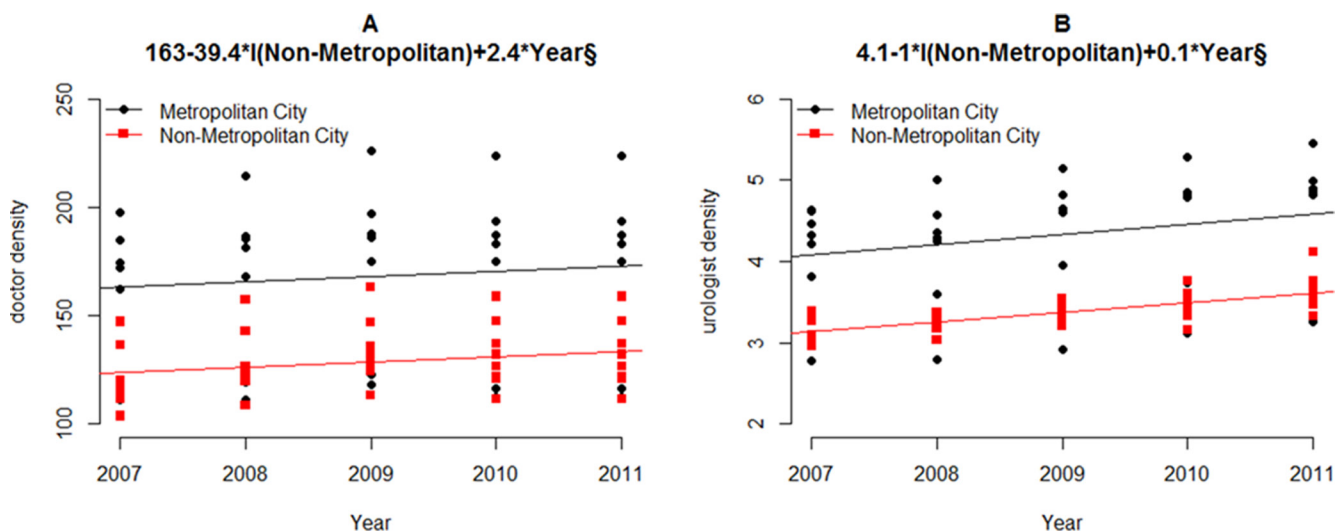 A
163-39.4*I(Non-Metropolitan)+2.4*Year§
250
200
150
100
doctor density
Metropolitan City
Non-Metropolitan City
2007 2008 2009 2010 2011
Year
B
4.1-1*I(Non-Metropolitan)+0.1*Year§
6
5
4
3
2
urologist density
Metropolitan City
Non-Metropolitan City
2007 2008 2009 2010 2011
Year